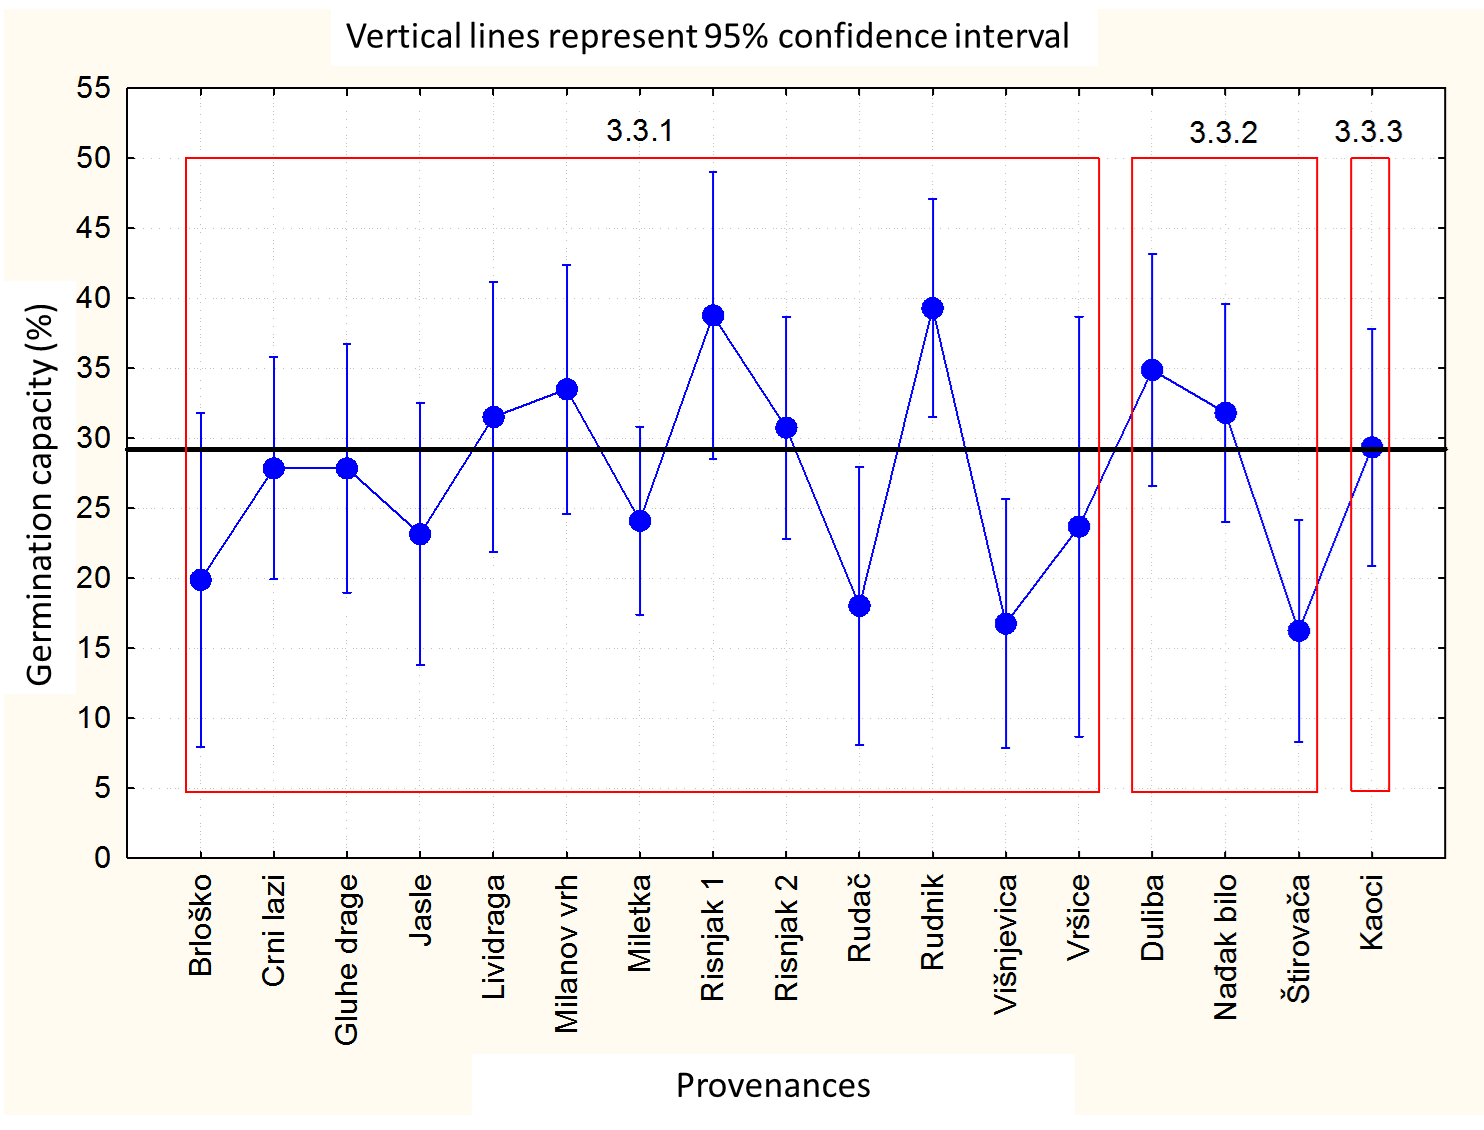 Vertical lines represent 95% confidence interval
55
50
45
40
35
30
25
20
15
10
5
0
Germination capacity (%)
3.3.1
3.3.2
3.3.3
Brloško
Crni lazi
Gluhe drage
Jasle
Lividraga
Milanov vrh
Miletka
Risnjak 1
Risnjak 2
Rudač
Rudnik
Višnjevica
Vršice
Duliba
Nađak bilo
Štirovača
Kaoci
Provenances